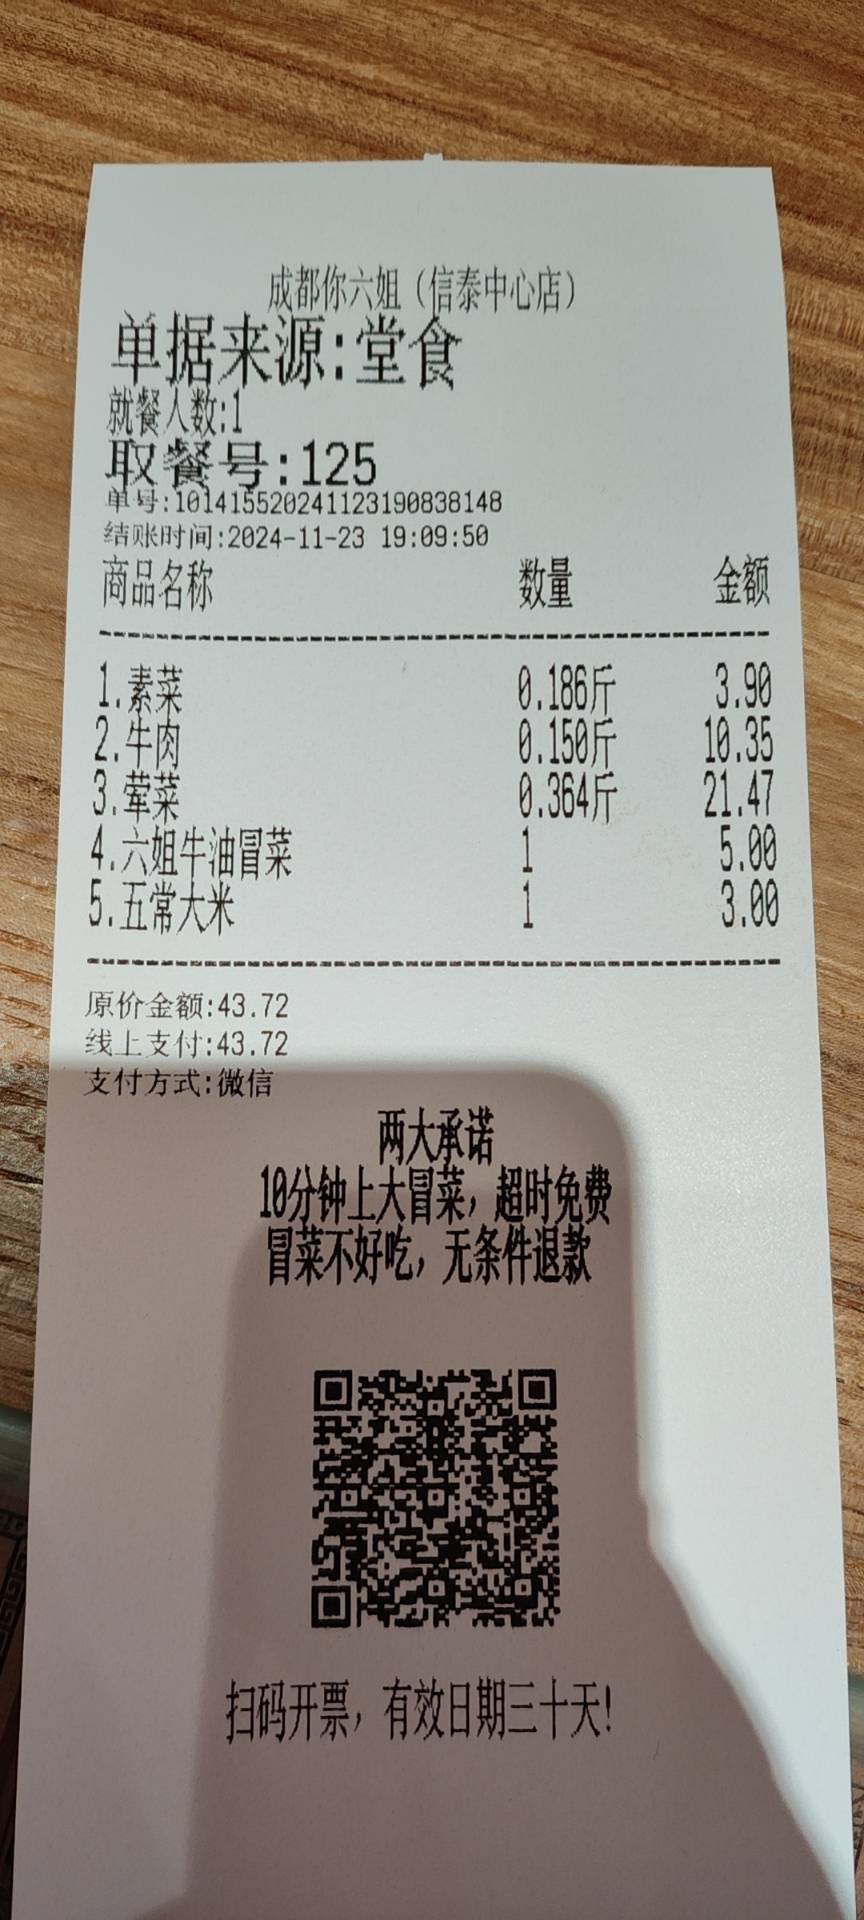 成都你六姐（信泰中心店）
单据来源:堂食
就餐人数:1
取餐号:125
单号:1014155202411231908381​48
结账时间:2024-11-23 19:09:50
商品名称 数量 金额
1.素菜 0.186斤 3.90
2.牛肉 0.150斤 10.35
3.荤菜 0.364斤 21.47
4.六姐牛油冒菜 1 5.00
5.五常大米 1 3.00
原价金额:43.72
线上支付:43.72
支付方式:微信
两大承诺
10分钟上大冒菜，超时免费
冒菜不好吃，无条件退款
扫码开票，有效日期三十天!